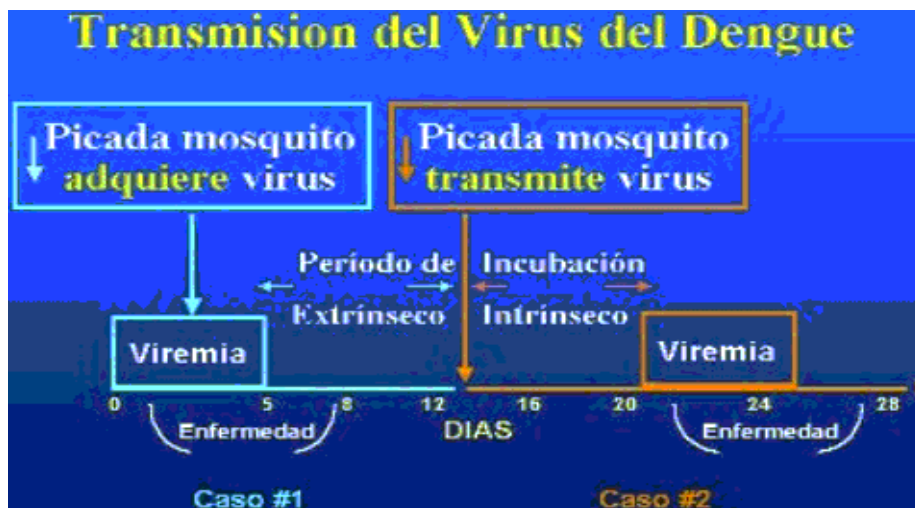 Transmision del Virus del Dengue
Picada mosquito
adquiere virus
Picada mosquito
transmite virus
Período de Incubación
Extrínseco Intrínseco
Viremia
Viremia
0 5 8 12 16 20 24 28
Enfermedad DIAS Enfermedad
Caso #1 Caso #2